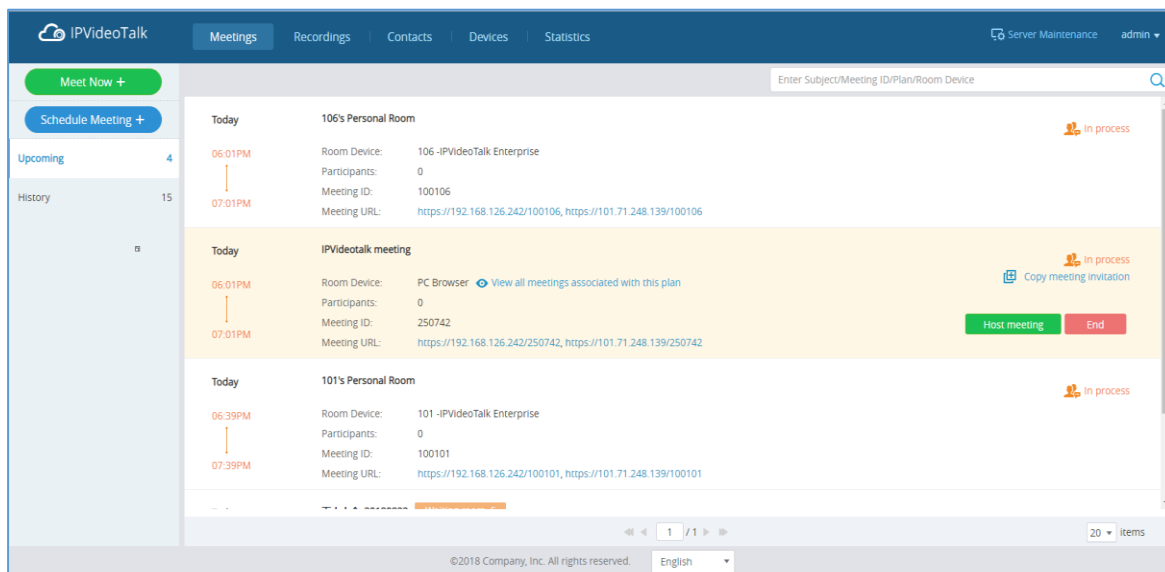 IPVideoTalk
Meetings
Recordings
Contacts
Devices
Statistics
Server Maintenance
admin
Meet Now +
Schedule Meeting +
Upcoming 4
History 15
Enter Subject/Meeting ID/Plan/Room Device
Today
106's Personal Room
In process
06:01PM
07:01PM
Room Device: 106 -IPVideoTalk Enterprise
Participants: 0
Meeting ID: 100106
Meeting URL: https://192.168.126.242/100106, https://101.71.248.139/100106
Today
IPVideotalk meeting
In process
Copy meeting invitation
06:01PM
07:01PM
Room Device: PC Browser View all meetings associated with this plan
Participants: 0
Meeting ID: 250742
Meeting URL: https://192.168.126.242/250742, https://101.71.248.139/250742
Host meeting
End
Today
101's Personal Room
In process
06:39PM
07:39PM
Room Device: 101 -IPVideoTalk Enterprise
Participants: 0
Meeting ID: 100101
Meeting URL: https://192.168.126.242/100101, https://101.71.248.139/100101
1 / 1
20 items
©2018 Company, Inc. All rights reserved.
English